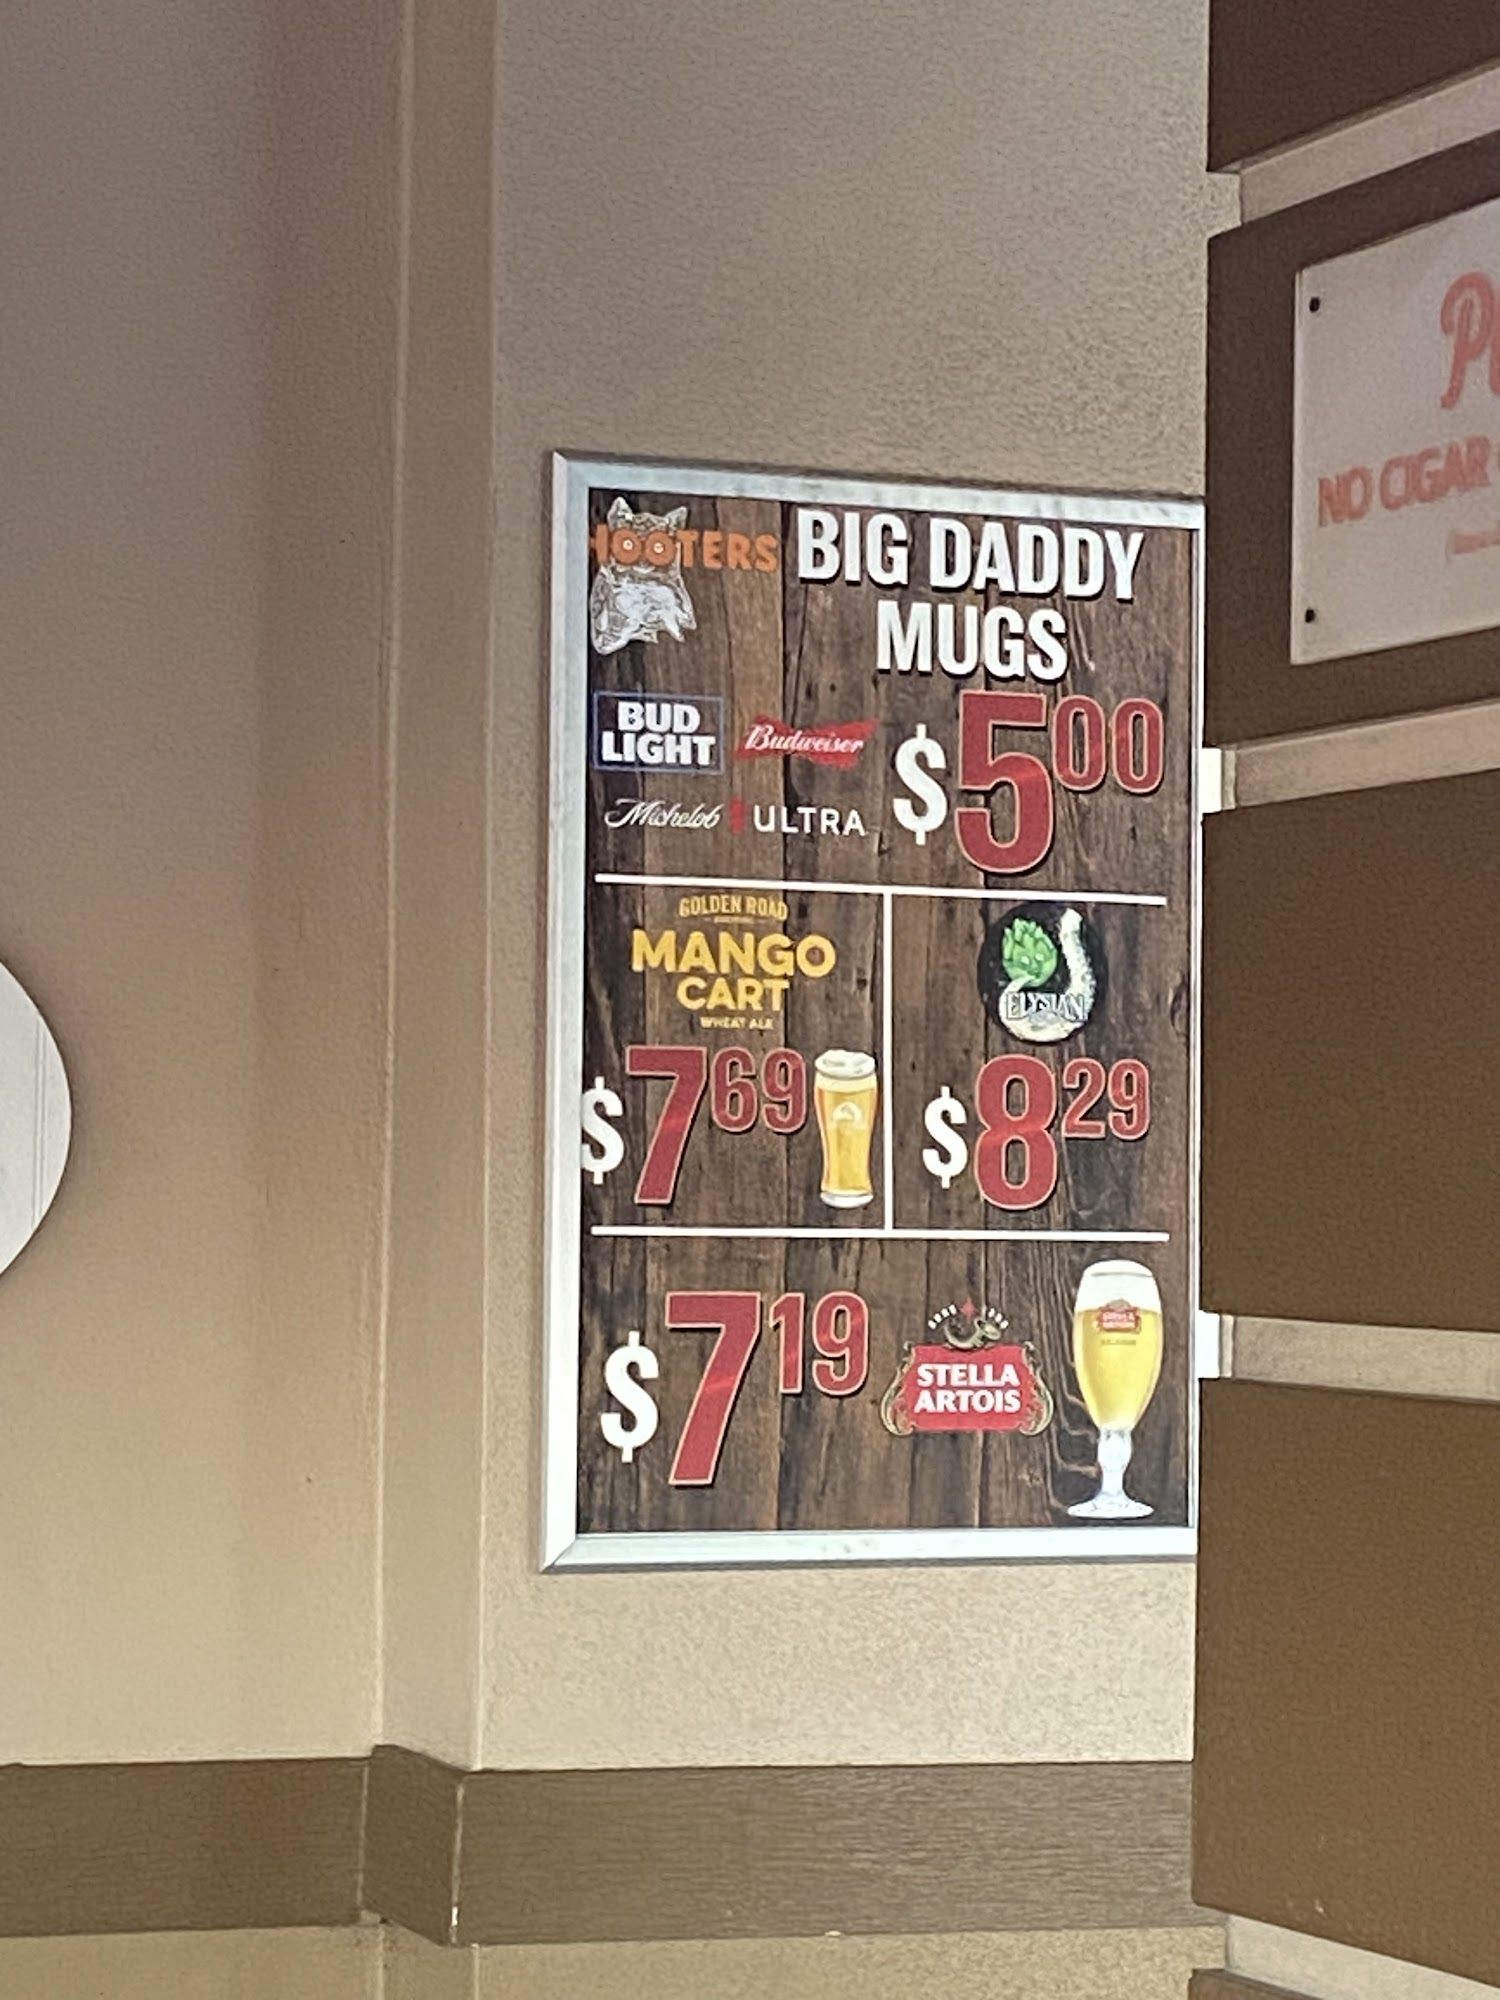 HOOTERS
BIG DADDY
MUGS
BUD
LIGHT
Budweiser
Michelob ULTRA
$500
GOLDEN ROAD
MANGO
CART
WHEAT ALE
$769
ELYSIAN
$829
$719
STELLA
ARTOIS
NO CIGAR